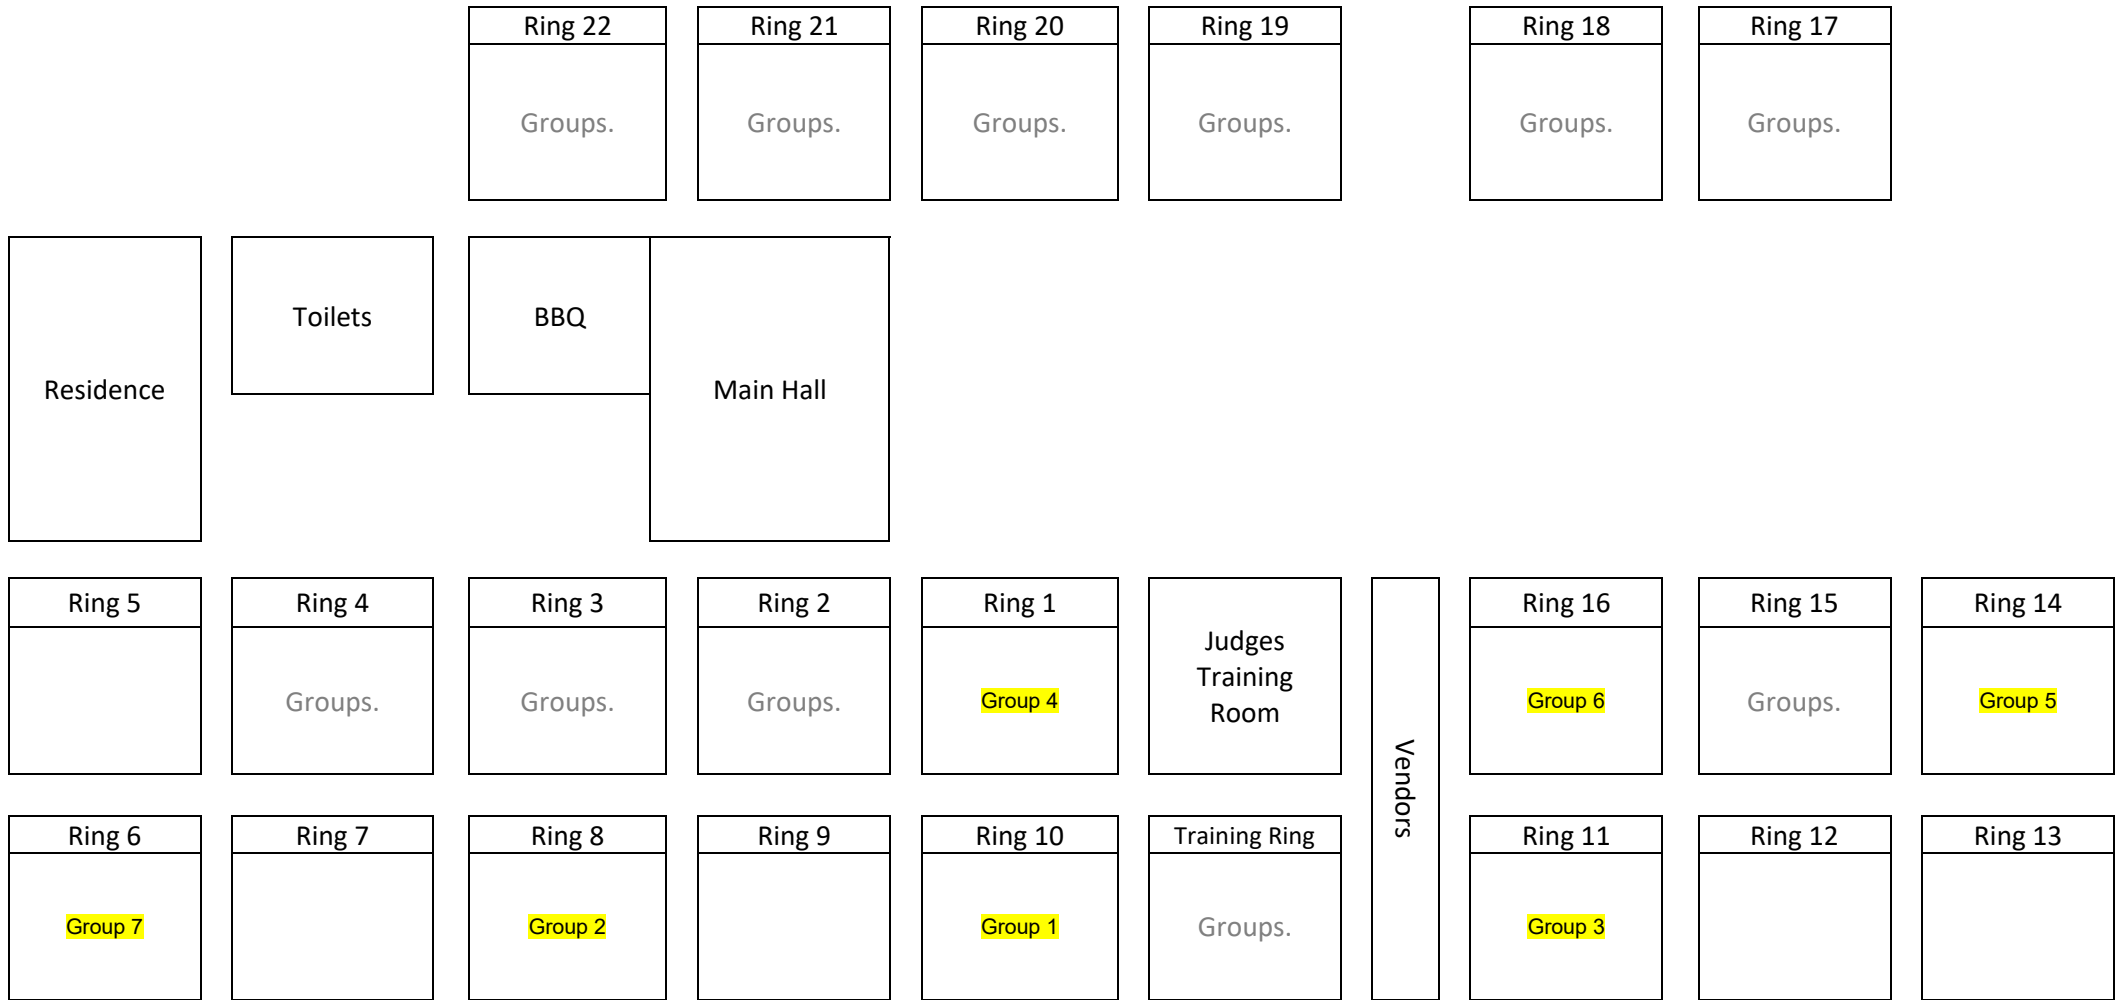 Ring 22
Ring 21
Ring 20
Ring 19
Ring 18
Ring 17
Groups.
Groups.
Groups.
Groups.
Groups.
Groups.
Residence
Toilets
BBQ
Main Hall
Ring 5
Ring 4
Ring 3
Ring 2
Ring 1
Judges
Training
Room
Vendors
Ring 16
Ring 15
Ring 14
Groups.
Groups.
Groups.
Group 4
Group 6
Groups.
Group 5
Ring 6
Ring 7
Ring 8
Ring 9
Ring 10
Training Ring
Ring 11
Ring 12
Ring 13
Group 7
Group 2
Group 1
Groups.
Group 3